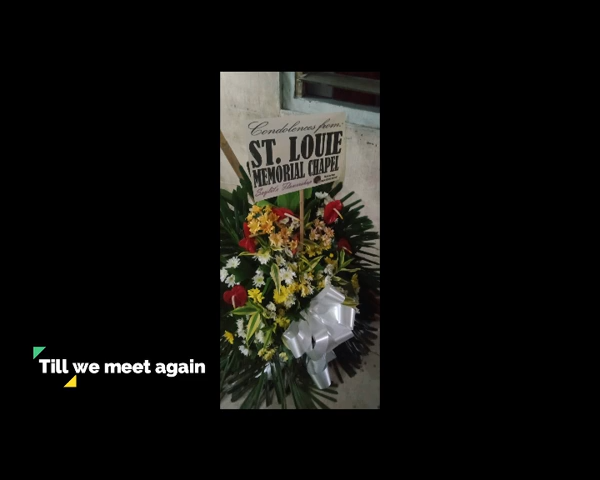 Condolences from:
ST. LOUIE
MEMORIAL CHAPEL
Till we meet again